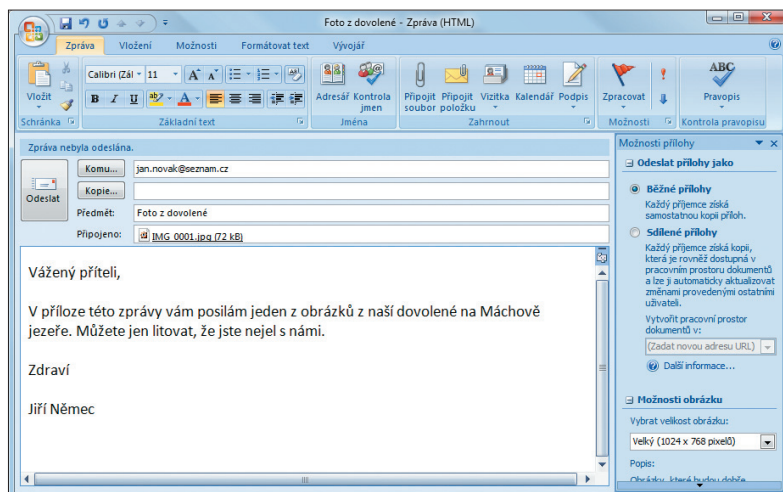 Foto z dovolené - Zpráva (HTML)
Zpráva Vložení Možnosti Formátovat text Vývojář
Vložit
Schránka
Calibri (Zál 11
B I U
Základní text
Adresář Kontrola jmen
Jména
Připojit soubor Připojit položku Vizitka Kalendář Podpis
Zahrnout
Zpracovat
Možnosti
ABC
Pravopis
Kontrola pravopisu
Zpráva nebyla odeslána.
Odeslat
Komu... jan.novak@seznam.cz
Kopie...
Předmět: Foto z dovolené
Připojeno: IMG_0001.jpg (72 kB)
Vážený příteli,
V příloze této zprávy vám posílám jeden z obrázků z naší dovolené na Máchově
jezeře. Můžete jen litovat, že jste nejel s námi.
Zdraví
Jiří Němec
Možnosti přílohy
Odeslat přílohy jako
Běžné přílohy
Každý příjemce získá
samostatnou kopii příloh.
Sdílené přílohy
Každý příjemce získá kopii,
která je rovněž dostupná v
pracovním prostoru dokumentů
a lze ji automaticky aktualizovat
změnami provedenými ostatními
uživateli.
Vytvořit pracovní prostor
dokumentů v:
(Zadat novou adresu URL)
Další informace...
Možnosti obrázku
Vybrat velikost obrázku:
Velký (1024 x 768 pixelů)
Popis:
Obrázky, které budou dobře